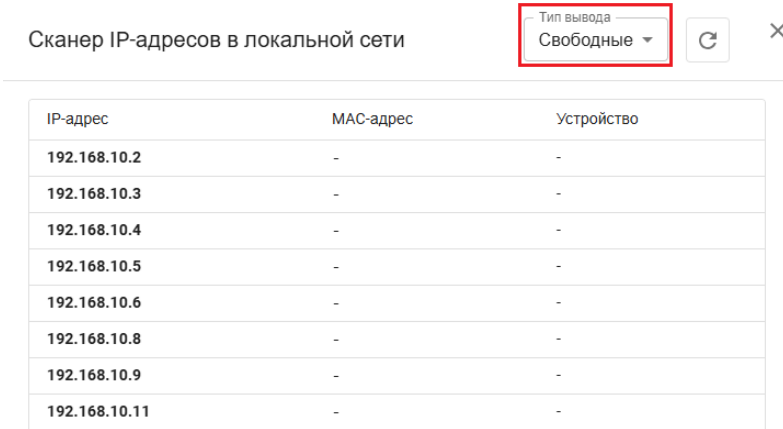 Сканер IP-адресов в локальной сети
Тип вывода
Свободные
IP-адрес MAC-адрес Устройство
192.168.10.2 - -
192.168.10.3 - -
192.168.10.4 - -
192.168.10.5 - -
192.168.10.6 - -
192.168.10.8 - -
192.168.10.9 - -
192.168.10.11 - -